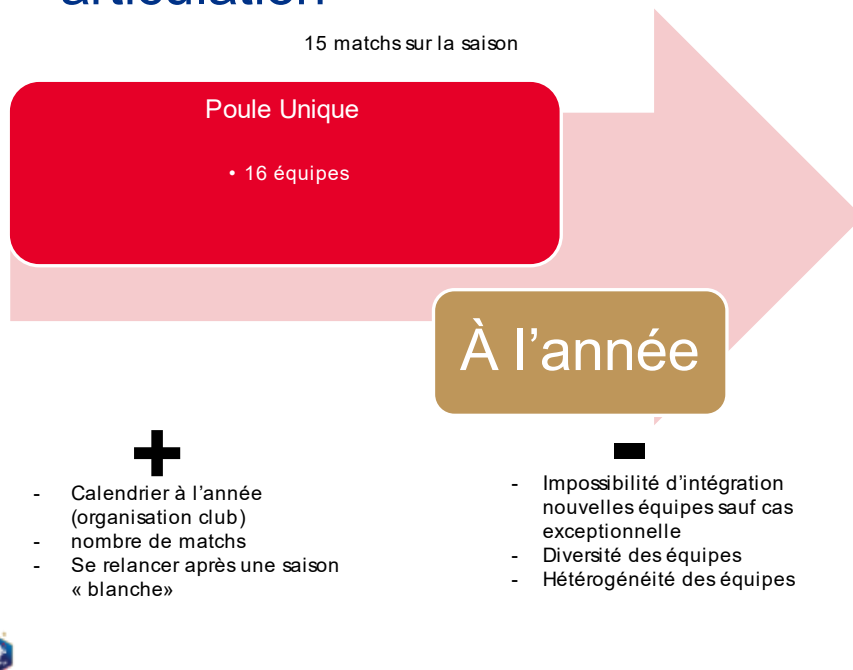 articulation
15 matchs sur la saison
Poule Unique
• 16 équipes
À l’année
+
- Calendrier à l’année
(organisation club)
- nombre de matchs
- Se relancer après une saison
« blanche»
-
- Impossibilité d’intégration
nouvelles équipes sauf cas
exceptionnelle
- Diversité des équipes
- Hétérogénéité des équipes